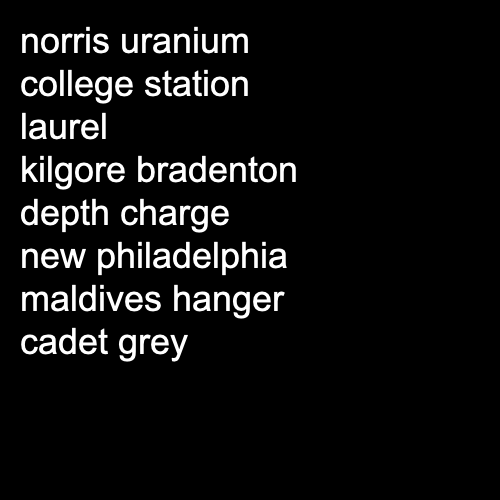 norris uranium
college station
laurel
kilgore bradenton
depth charge
new philadelphia
maldives hanger
cadet grey